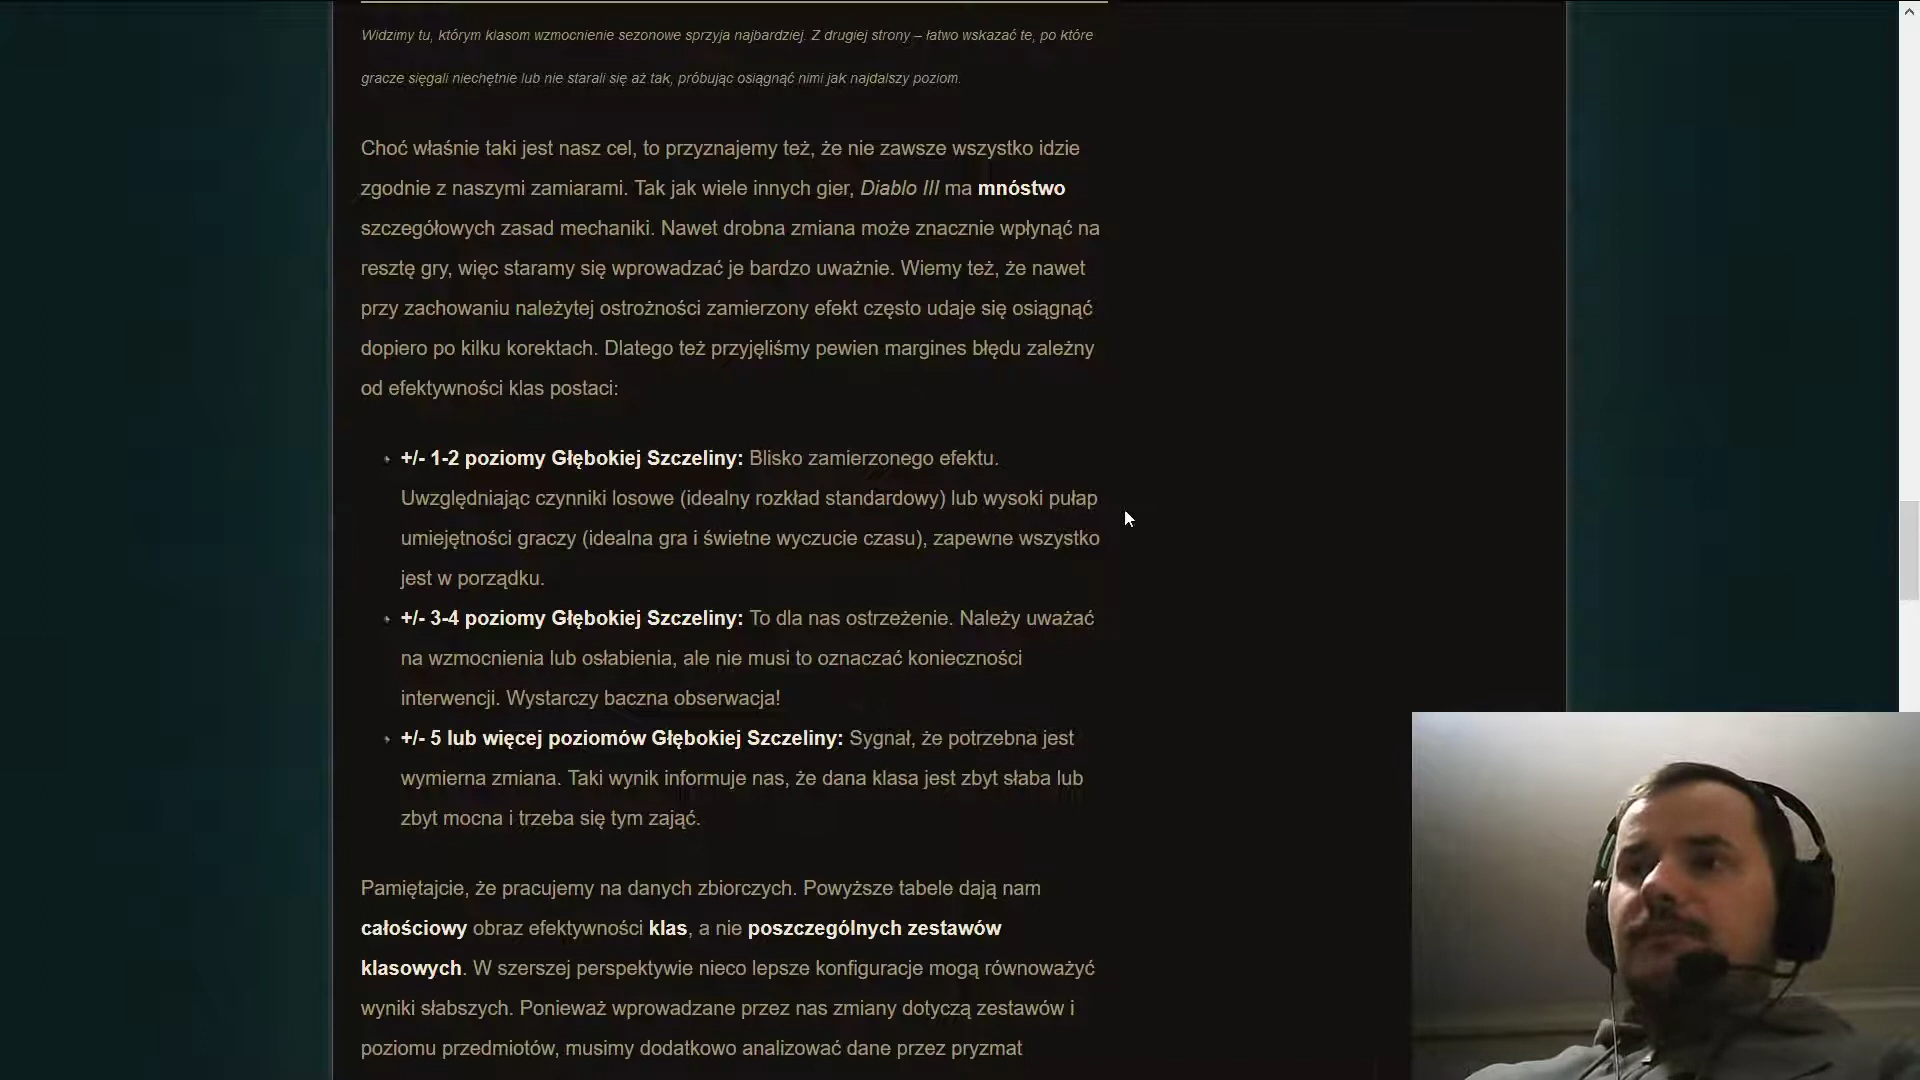 Widzimy tu, którym klasom wzmocnienie sezonowe sprzyja najbardziej. Z drugiej strony – łatwo wskazać te, po które
gracze sięgali niechętnie lub nie starali się aż tak, próbując osiągnąć nimi jak najdalszy poziom.
Choć właśnie taki jest nasz cel, to przyznajemy też, że nie zawsze wszystko idzie
zgodnie z naszymi zamiarami. Tak jak wiele innych gier, Diablo III ma mnóstwo
szczegółowych zasad mechaniki. Nawet drobna zmiana może znacznie wpłynąć na
resztę gry, więc staramy się wprowadzać je bardzo uważnie. Wiemy też, że nawet
przy zachowaniu należytej ostrożności zamierzony efekt często udaje się osiągnąć
dopiero po kilku korektach. Dlatego też przyjęliśmy pewien margines błędu zależny
od efektywności klas postaci:
+/- 1-2 poziomy Głębokiej Szczeliny: Blisko zamierzonego efektu.
Uwzględniając czynniki losowe (idealny rozkład standardowy) lub wysoki pułap
umiejętności graczy (idealna gra i świetne wyczucie czasu), zapewne wszystko
jest w porządku.
+/- 3-4 poziomy Głębokiej Szczeliny: To dla nas ostrzeżenie. Należy uważać
na wzmocnienia lub osłabienia, ale nie musi to oznaczać konieczności
interwencji. Wystarczy baczna obserwacja!
+/- 5 lub więcej poziomów Głębokiej Szczeliny: Sygnał, że potrzebna jest
wymierna zmiana. Taki wynik informuje nas, że dana klasa jest zbyt słaba lub
zbyt mocna i trzeba się tym zająć.
Pamiętajcie, że pracujemy na danych zbiorczych. Powyższe tabele dają nam
całościowy obraz efektywności klas, a nie poszczególnych zestawów
klasowych. W szerszej perspektywie nieco lepsze konfiguracje mogą równoważyć
wyniki słabszych. Ponieważ wprowadzane przez nas zmiany dotyczą zestawów i
poziomu przedmiotów, musimy dodatkowo analizować dane przez pryzmat